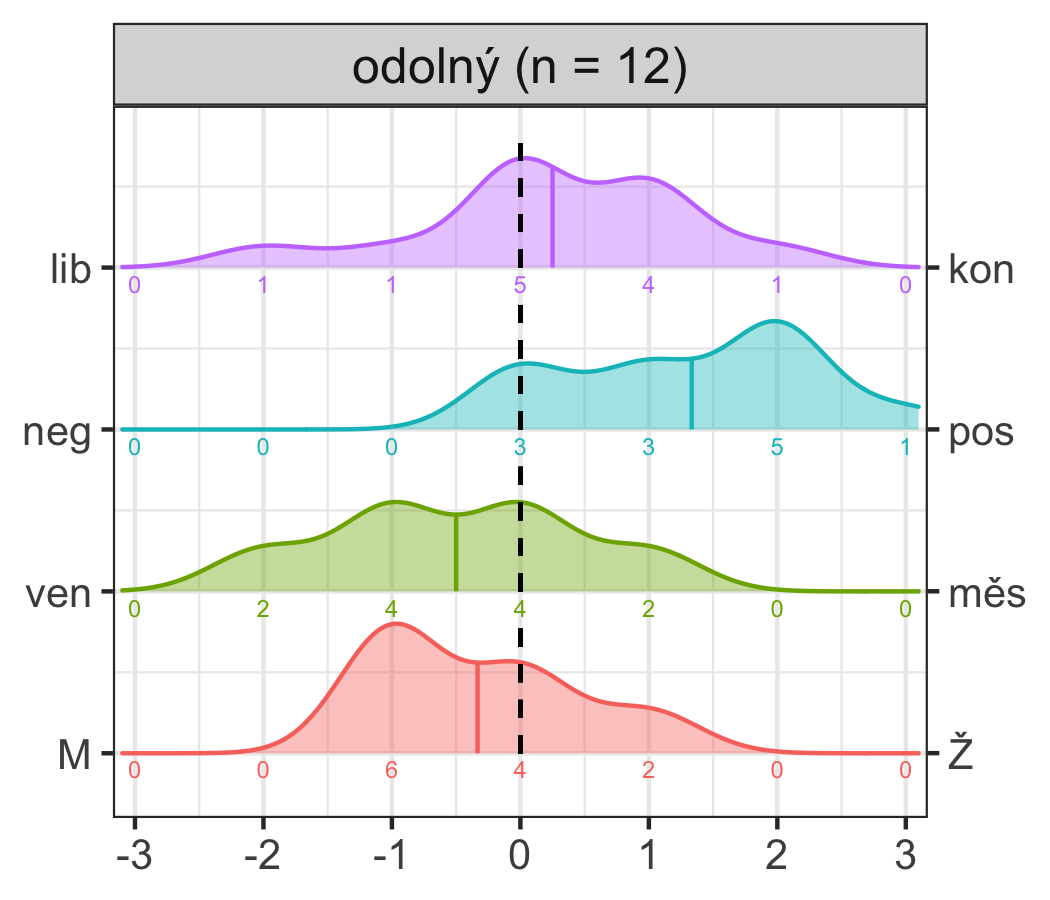 odolný (n = 12)
lib kon
0 1 1 5 4 1 0
neg pos
0 0 0 3 3 5 1
ven měs
0 2 4 4 2 0 0
M Ž
0 0 6 4 2 0 0
-3 -2 -1 0 1 2 3